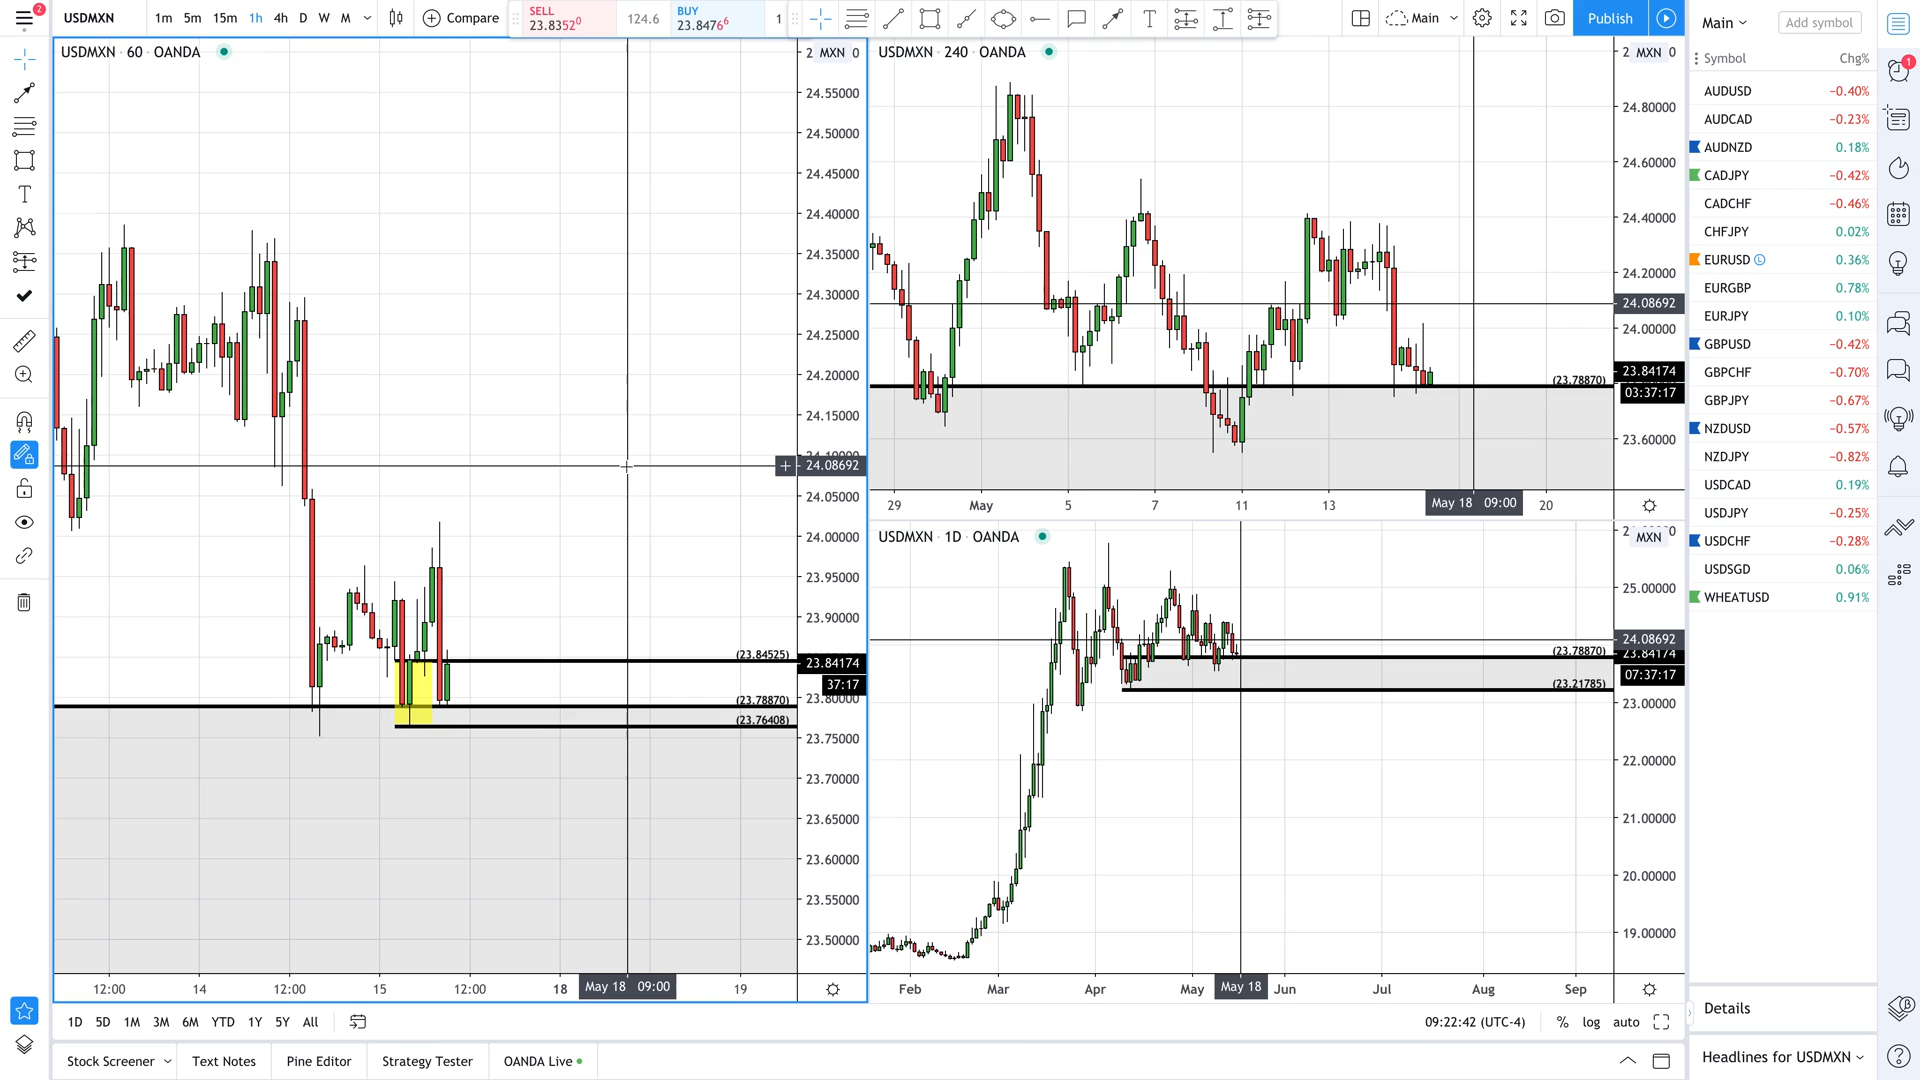 2
USDMXN
1m 5m 15m 1h 4h D W M
Compare
SELL
23.8352⁰
124.6
BUY
23.8476⁶
1
T
Main
Publish
Main
Add symbol
USDMXN · 60 · OANDA
MXN
24.55000
24.50000
24.45000
24.40000
24.35000
24.30000
24.25000
24.20000
24.15000
24.08692
24.05000
24.00000
23.95000
23.90000
(23.84525)
23.84174
37:17
(23.78870)
23.80000
(23.76408)
23.75000
23.70000
23.65000
23.60000
23.55000
23.50000
12:00 14 12:00 15 12:00 18 May 18 09:00 19
USDMXN · 240 · OANDA
MXN
24.80000
24.60000
24.40000
24.20000
24.08692
24.00000
23.84174
(23.78870)
03:37:17
23.60000
29 May 5 7 11 13 May 18 09:00 20
USDMXN · 1D · OANDA
MXN
25.00000
24.08692
(23.78870)
23.84174
07:37:17
(23.21785)
23.00000
22.00000
21.00000
20.00000
19.00000
Feb Mar Apr May May 18 Jun Jul Aug Sep
Symbol Chg%
AUDUSD −0.40%
AUDCAD −0.23%
AUDNZD 0.18%
CADJPY −0.42%
CADCHF −0.46%
CHFJPY 0.02%
EURUSD L 0.36%
EURGBP 0.78%
EURJPY 0.10%
GBPUSD −0.42%
GBPCHF −0.70%
GBPJPY −0.67%
NZDUSD −0.57%
NZDJPY −0.82%
USDCAD 0.19%
USDJPY −0.25%
USDCHF −0.28%
USDSGD 0.06%
WHEATUSD 0.91%
1
Details
Headlines for USDMXN
1D 5D 1M 3M 6M YTD 1Y 5Y All
09:22:42 (UTC-4)
% log auto
Stock Screener
Text Notes
Pine Editor
Strategy Tester
OANDA Live